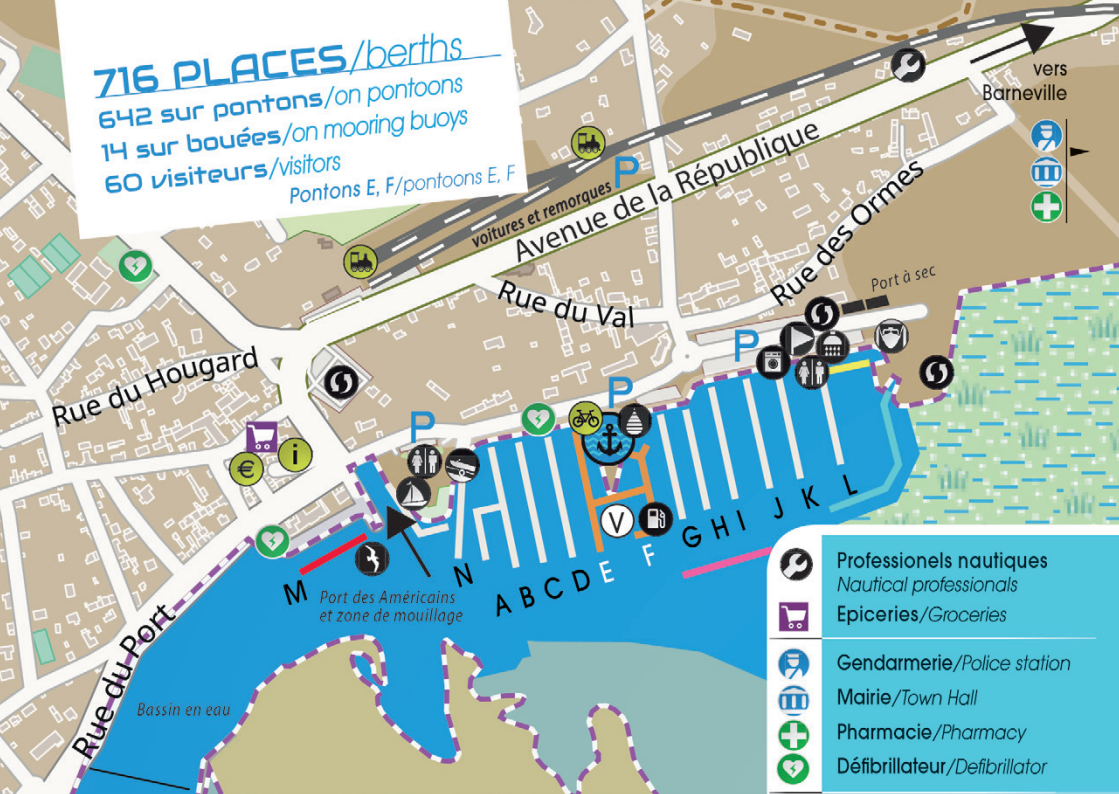 716 PLACES/berths
642 sur pontons/on pontoons
14 sur bouées/on mooring buoys
60 visiteurs/visitors
Pontons E, F/pontoons E, F
vers
Barneville
P
voitures et remorques
Avenue de la République
Rue des Ormes
Port à sec
Rue du Val
Rue du Hougard
P
P
P
i
€
V
M
N
A B C D E F G H I J K L
Port des Américains
et zone de mouillage
Rue du Port
Bassin en eau
Professionels nautiques
Nautical professionals
Epiceries/Groceries
Gendarmerie/Police station
Mairie/Town Hall
Pharmacie/Pharmacy
Défibrillateur/Defibrillator